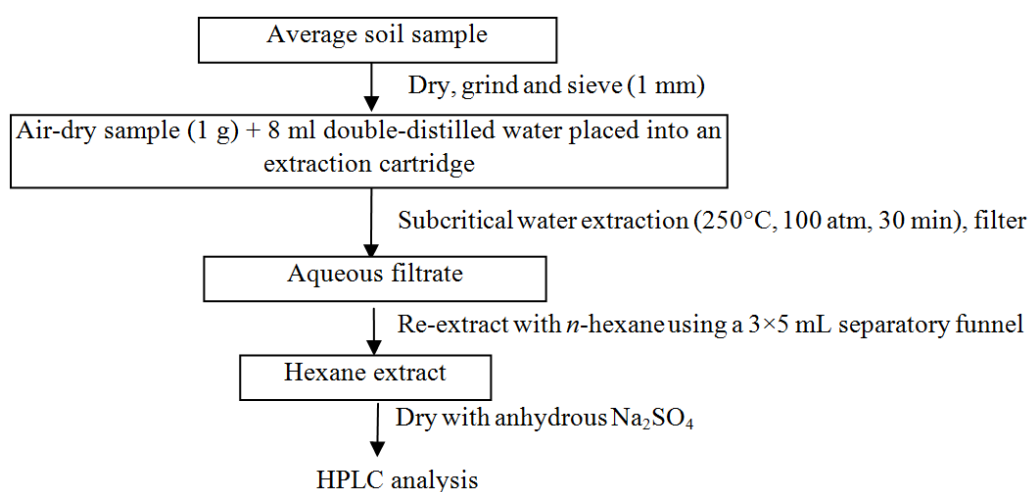 Average soil sample
Dry, grind and sieve (1 mm)
Air-dry sample (1 g) + 8 ml double-distilled water placed into an
extraction cartridge
Subcritical water extraction (250°C, 100 atm, 30 min), filter
Aqueous filtrate
Re-extract with n-hexane using a 3×5 mL separatory funnel
Hexane extract
Dry with anhydrous Na₂SO₄
HPLC analysis